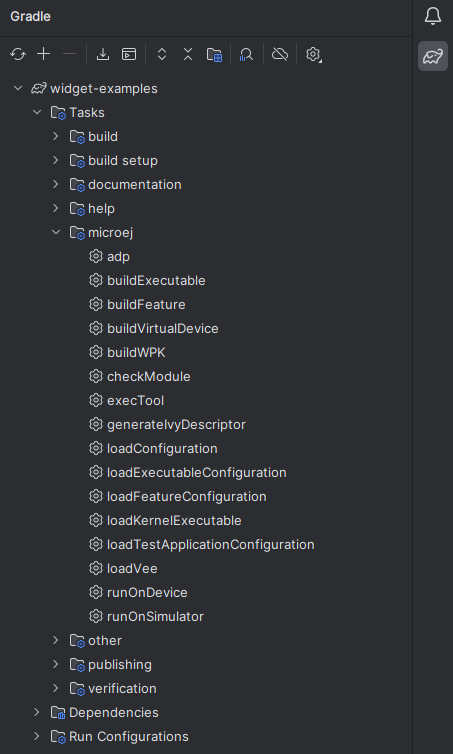 Gradle
widget-examples
Tasks
build
build setup
documentation
help
microej
adp
buildExecutable
buildFeature
buildVirtualDevice
buildWPK
checkModule
execTool
generateIvyDescriptor
loadConfiguration
loadExecutableConfiguration
loadFeatureConfiguration
loadKernelExecutable
loadTestApplicationConfiguration
loadVee
runOnDevice
runOnSimulator
other
publishing
verification
Dependencies
Run Configurations